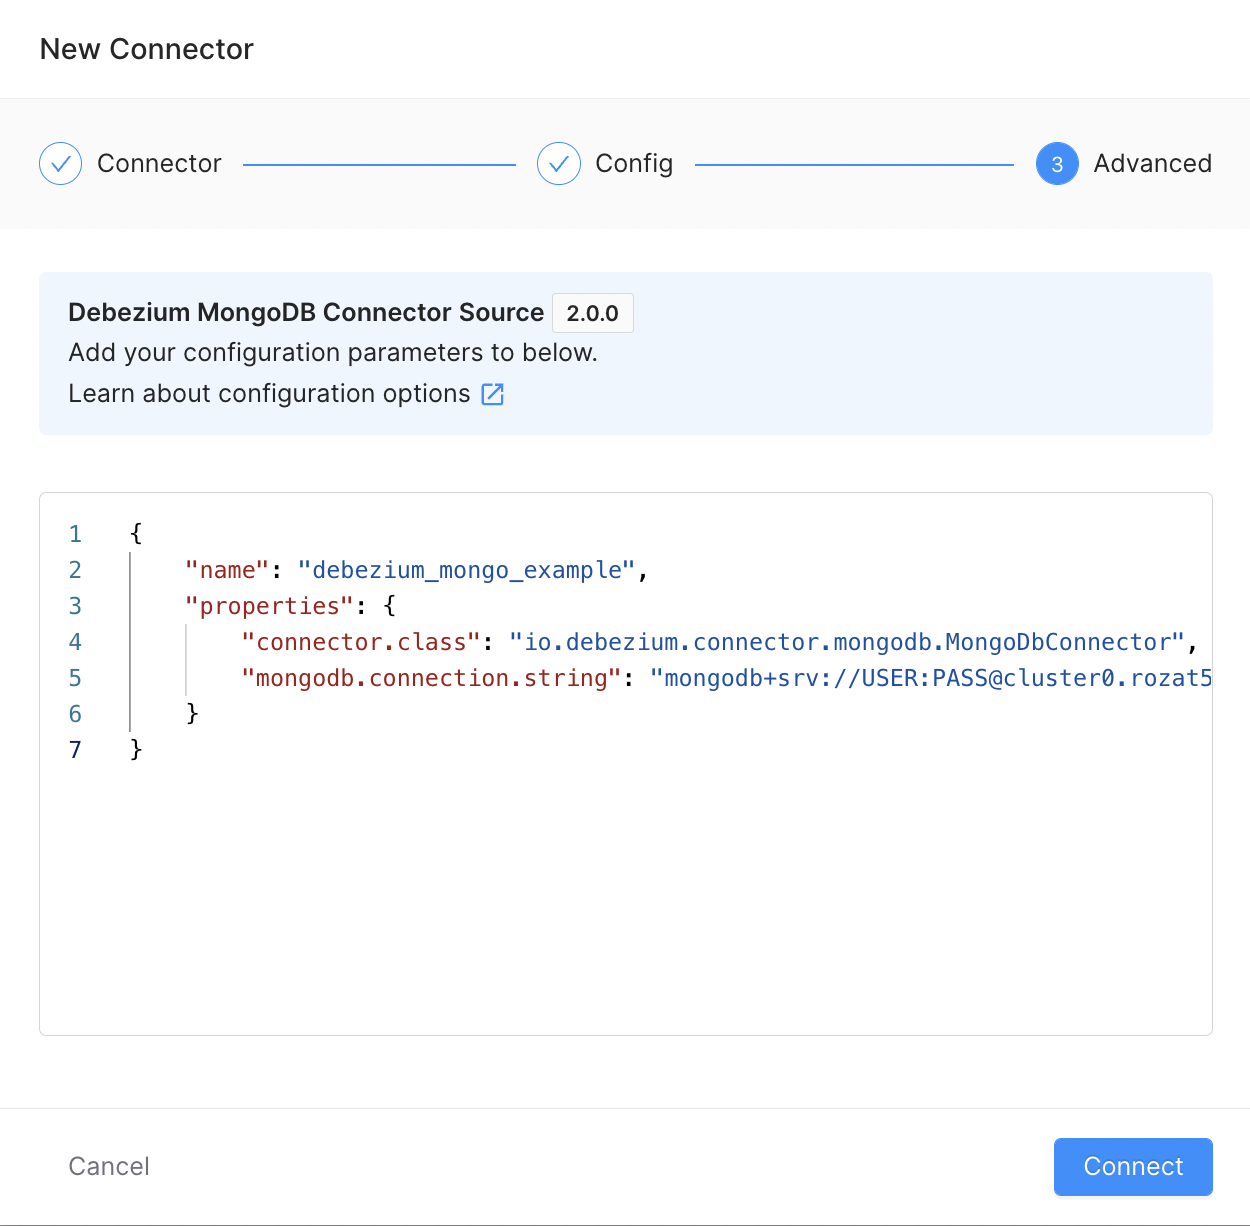 New Connector
Connector
Config
3 Advanced
Debezium MongoDB Connector Source 2.0.0
Add your configuration parameters to below.
Learn about configuration options
1 {
2 "name": "debezium_mongo_example",
3 "properties": {
4 "connector.class": "io.debezium.connector.mongodb.MongoDbConnector",
5 "mongodb.connection.string": "mongodb+srv://USER:PASS@cluster0.rozat5
6 }
7 }
Cancel
Connect